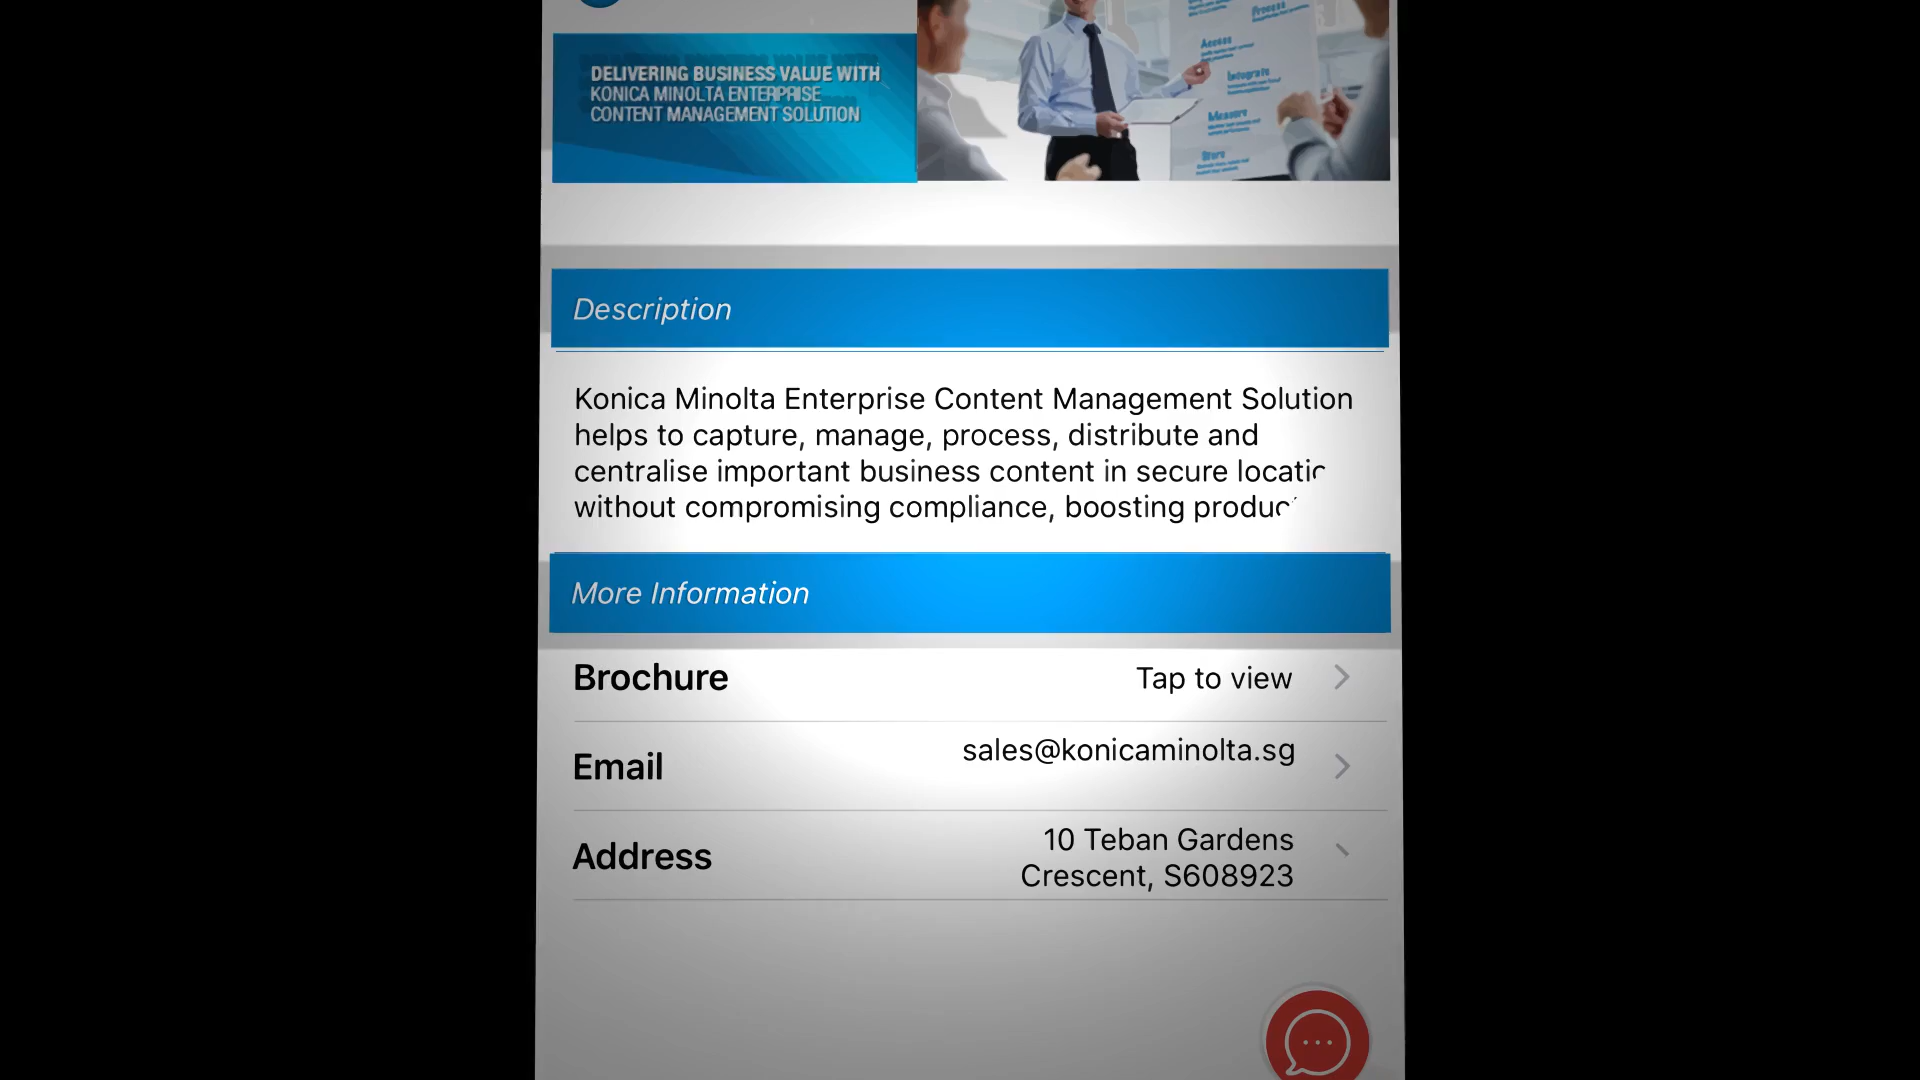 DELIVERING BUSINESS VALUE WITH
KONICA MINOLTA ENTERPRISE
CONTENT MANAGEMENT SOLUTION
Process
Access
Integrate
Measure
Store
Description
Konica Minolta Enterprise Content Management Solution
helps to capture, manage, process, distribute and
centralise important business content in secure
without compromising compliance, boosting
More Information
Brochure
Tap to view
Email
sales@konicaminolta.sg
Address
10 Teban Gardens
Crescent, S608923